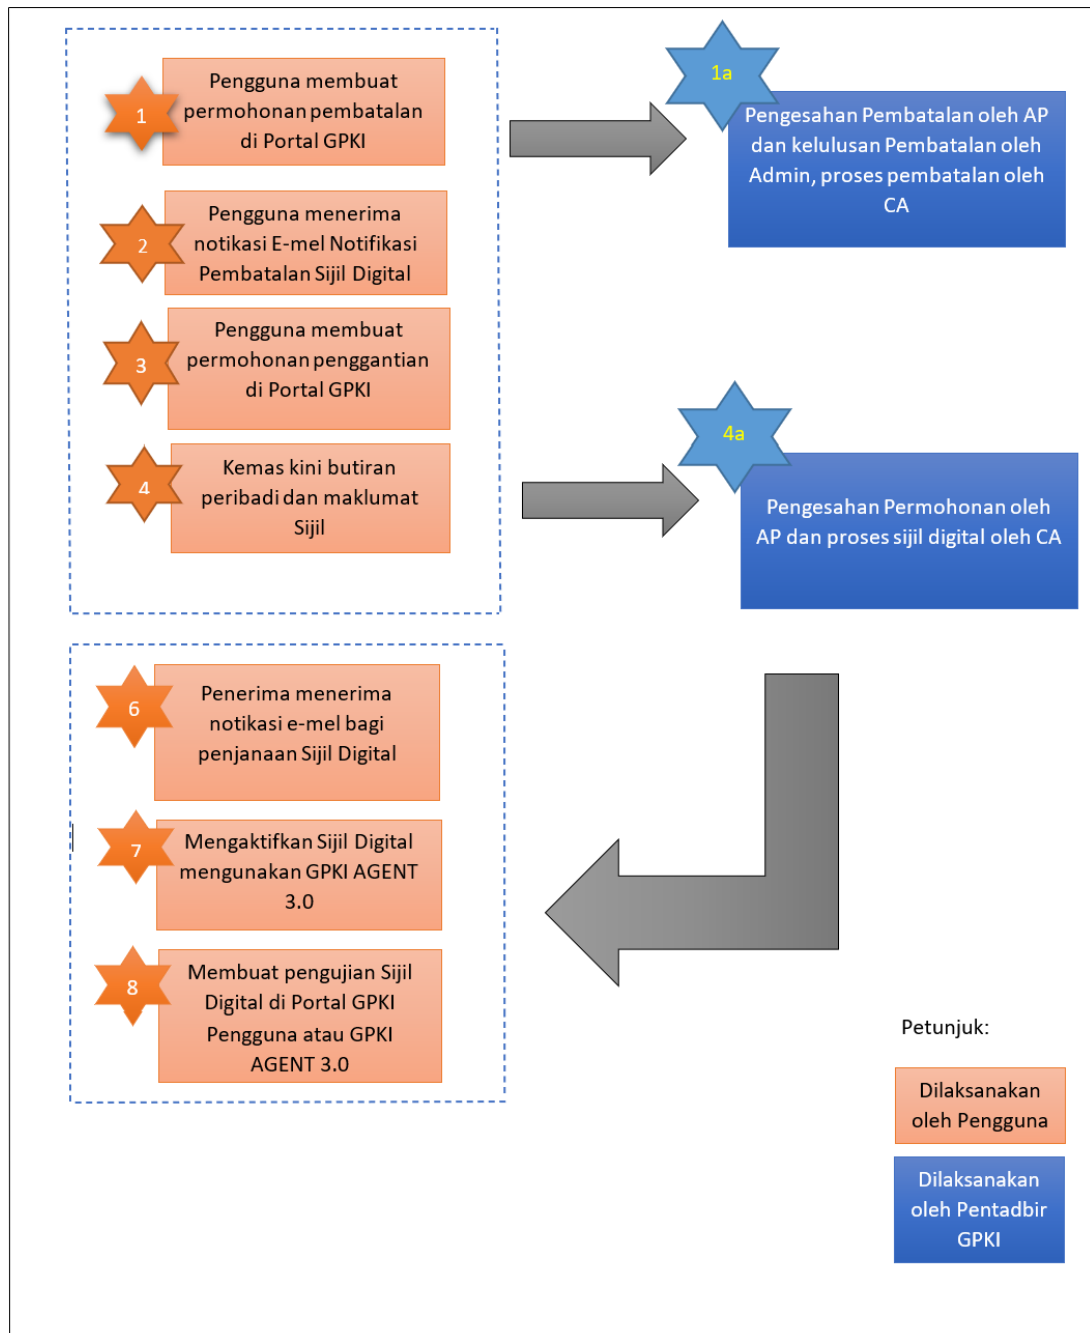 1
Pengguna membuat
permohonan pembatalan
di Portal GPKI
1a
Pengesahan Pembatalan oleh AP
dan kelulusan Pembatalan oleh
Admin, proses pembatalan oleh
CA
2
Pengguna menerima
notikasi E-mel Notifikasi
Pembatalan Sijil Digital
3
Pengguna membuat
permohonan penggantian
di Portal GPKI
4
Kemas kini butiran
peribadi dan maklumat
Sijil
4a
Pengesahan Permohonan oleh
AP dan proses sijil digital oleh CA
6
Penerima menerima
notikasi e-mel bagi
penjanaan Sijil Digital
7
Mengaktifkan Sijil Digital
mengunakan GPKI AGENT
3.0
8
Membuat pengujian Sijil
Digital di Portal GPKI
Pengguna atau GPKI
AGENT 3.0
Petunjuk:
Dilaksanakan
oleh Pengguna
Dilaksanakan
oleh Pentadbir
GPKI